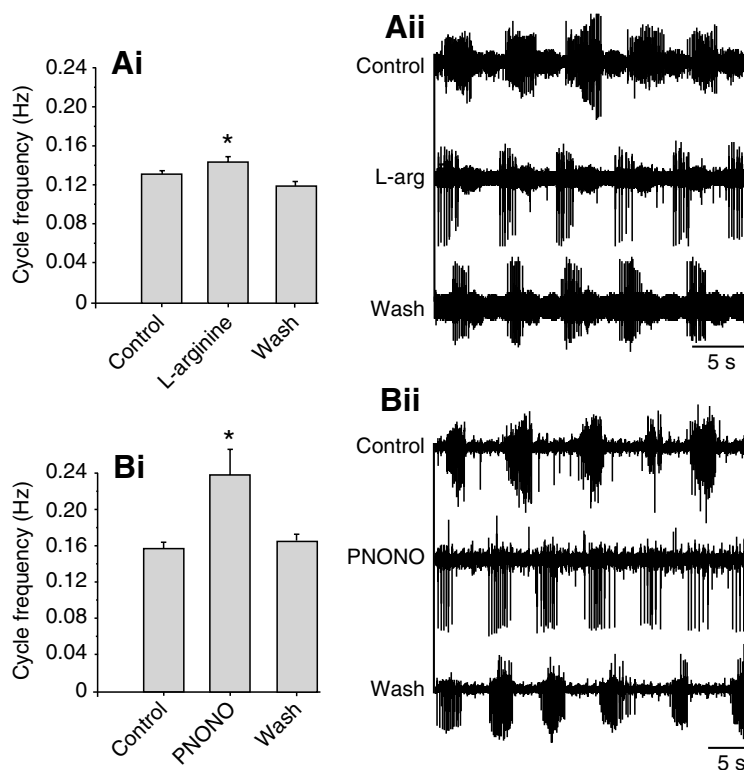 Ai
Cycle frequency (Hz)
0.24
0.20
0.16
0.12
0.08
0.04
0
*
Control
L-arginine
Wash
Aii
Control
L-arg
Wash
5 s
Bi
Cycle frequency (Hz)
0.24
0.20
0.16
0.12
0.08
0.04
0
*
Control
PNONO
Wash
Bii
Control
PNONO
Wash
5 s